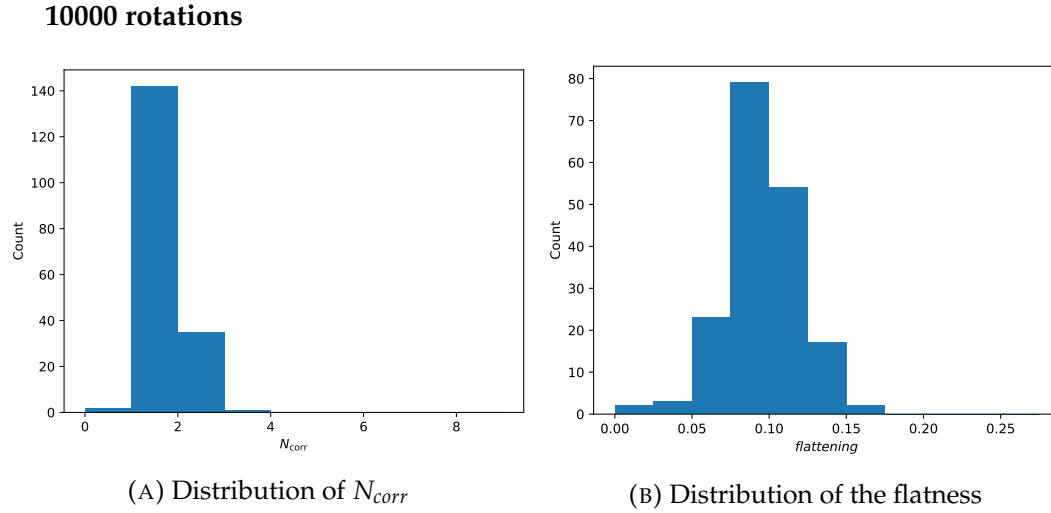 10000 rotations
140
120
100
80
60
40
20
0
Count
0 2 4 6 8
N_corr
(A) Distribution of N_corr
80
70
60
50
40
30
20
10
0
Count
0.00 0.05 0.10 0.15 0.20 0.25
flattening
(B) Distribution of the flatness